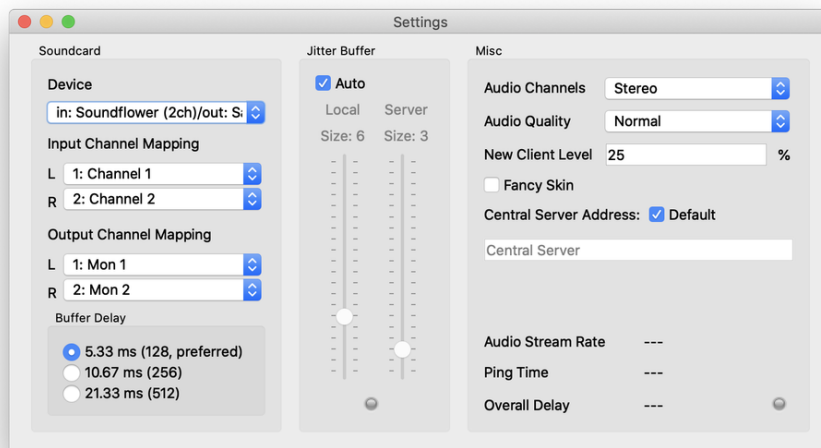 Settings
Soundcard
Device
in: Soundflower (2ch)/out: Sa
Input Channel Mapping
L 1: Channel 1
R 2: Channel 2
Output Channel Mapping
L 1: Mon 1
R 2: Mon 2
Buffer Delay
5.33 ms (128, preferred)
10.67 ms (256)
21.33 ms (512)
Jitter Buffer
Auto
Local Server
Size: 6 Size: 3
Misc
Audio Channels Stereo
Audio Quality Normal
New Client Level 25 %
Fancy Skin
Central Server Address: Default
Central Server
Audio Stream Rate ---
Ping Time ---
Overall Delay ---